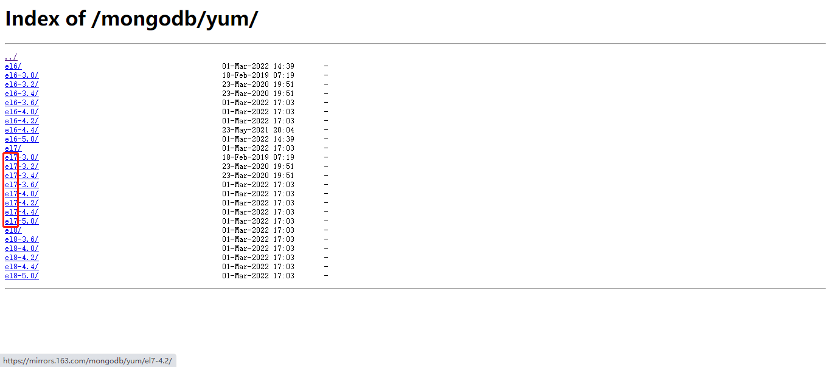 Index of /mongodb/yum/
../
el6/ 01-Mar-2022 14:39 -
el6-3.0/ 18-Feb-2019 07:19 -
el6-3.2/ 23-Mar-2020 19:51 -
el6-3.4/ 23-Mar-2020 19:51 -
el6-3.6/ 01-Mar-2022 17:03 -
el6-4.0/ 01-Mar-2022 17:03 -
el6-4.2/ 01-Mar-2022 17:03 -
el6-4.4/ 23-May-2021 20:04 -
el6-5.0/ 01-Mar-2022 14:39 -
el7/ 01-Mar-2022 17:03 -
el7-3.0/ 18-Feb-2019 07:19 -
el7-3.2/ 23-Mar-2020 19:51 -
el7-3.4/ 23-Mar-2020 19:51 -
el7-3.6/ 01-Mar-2022 17:03 -
el7-4.0/ 01-Mar-2022 17:03 -
el7-4.2/ 01-Mar-2022 17:03 -
el7-4.4/ 01-Mar-2022 17:03 -
el7-5.0/ 01-Mar-2022 17:03 -
el8/ 01-Mar-2022 17:03 -
el8-3.6/ 01-Mar-2022 17:03 -
el8-4.0/ 01-Mar-2022 17:03 -
el8-4.2/ 01-Mar-2022 17:03 -
el8-4.4/ 01-Mar-2022 17:03 -
el8-5.0/ 01-Mar-2022 17:03 -
https://mirrors.163.com/mongodb/yum/el7-4.2/